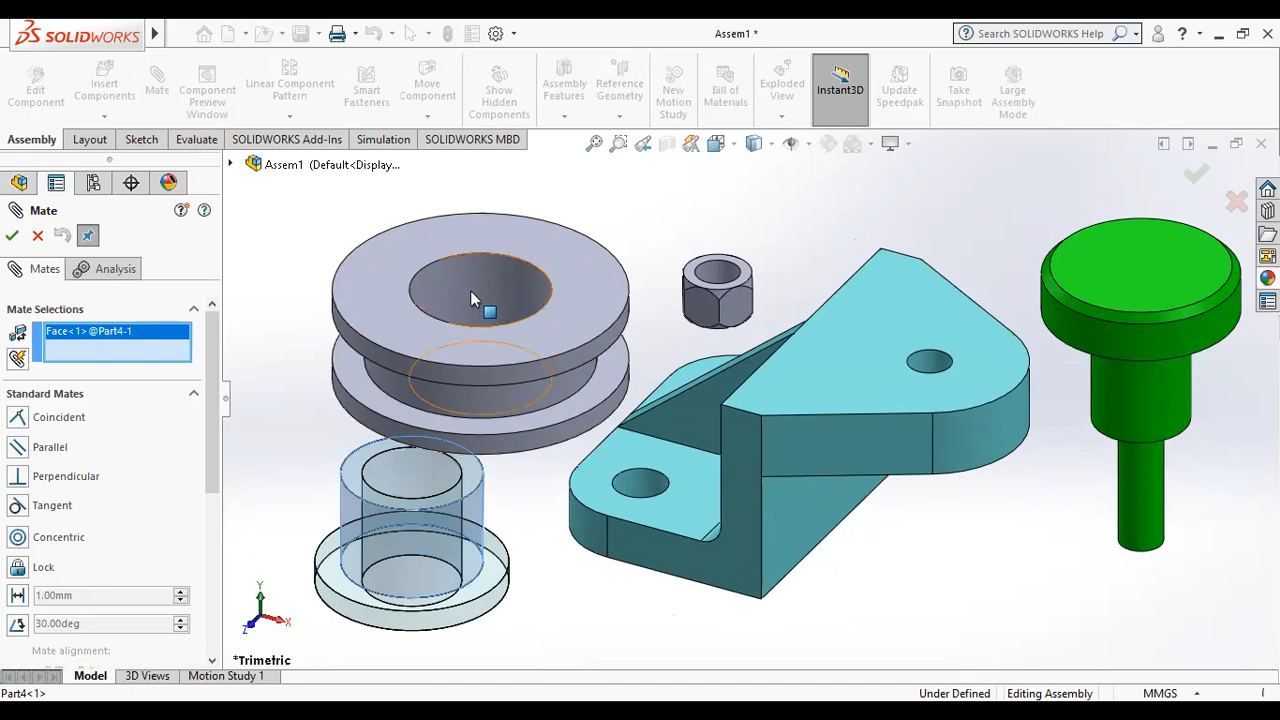 SOLIDWORKS
Assem1 *
Search SOLIDWORKS Help
?
Edit Component
Insert Components
Mate
Component Preview Window
Linear Component Pattern
Smart Fasteners
Move Component
Show Hidden Components
Assembly Features
Reference Geometry
New Motion Study
Bill of Materials
Exploded View
Instant3D
Update Speedpak
Take Snapshot
Large Assembly Mode
Assembly
Layout
Sketch
Evaluate
SOLIDWORKS Add-Ins
Simulation
SOLIDWORKS MBD
Assem1 (Default<Display...
Mate
Mates
Analysis
Mate Selections
Face<1>@Part4-1
Standard Mates
Coincident
Parallel
Perpendicular
Tangent
Concentric
Lock
1.00mm
30.00deg
Mate alignment:
Y
X
Z
*Trimetric
Model
3D Views
Motion Study 1
Part4<1>
Under Defined
Editing Assembly
MMGS